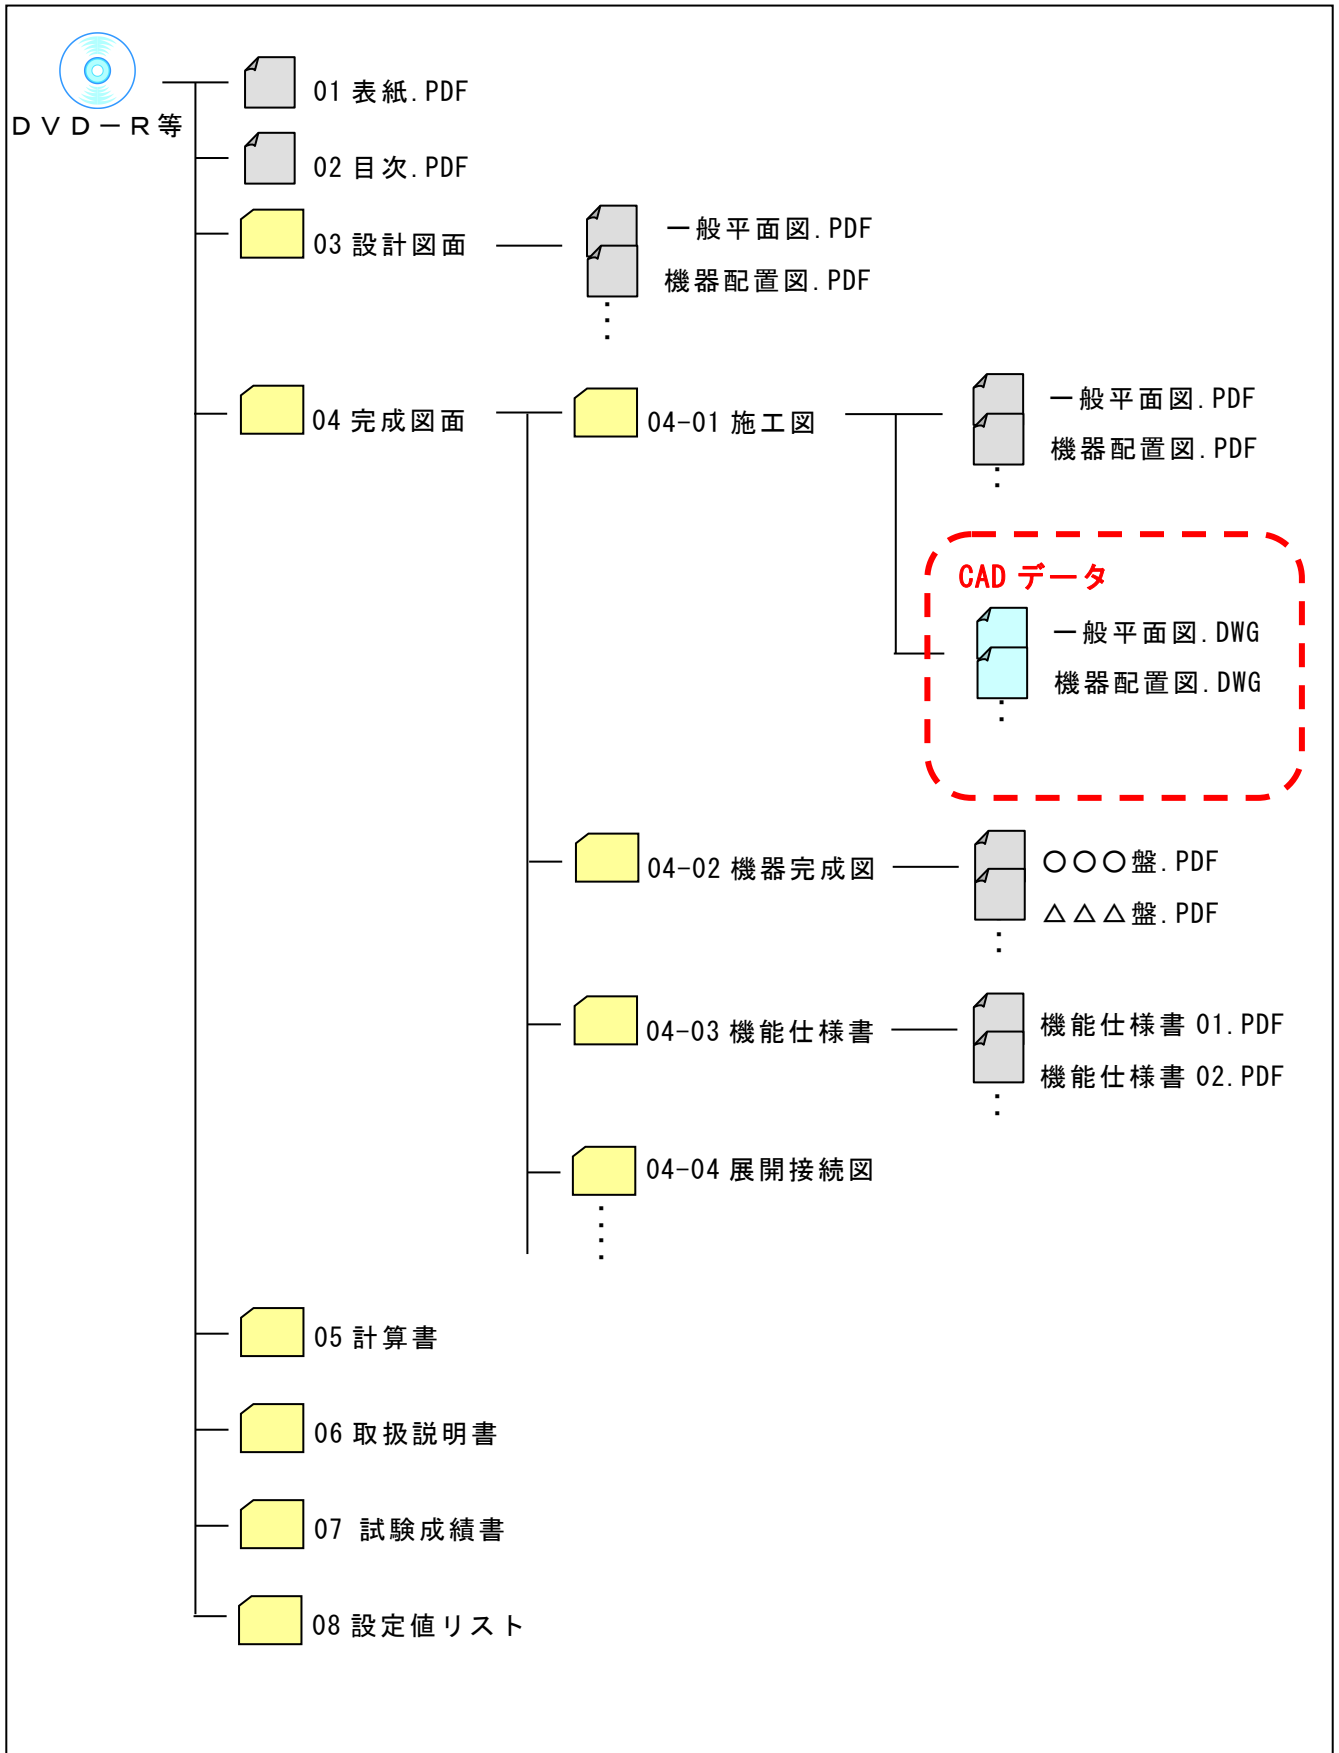 DVD－R等
01 表紙.PDF
02 目次.PDF
03 設計図面
一般平面図.PDF
機器配置図.PDF
04 完成図面
04-01 施工図
一般平面図.PDF
機器配置図.PDF
CAD データ
一般平面図.DWG
機器配置図.DWG
04-02 機器完成図
○○○盤.PDF
△△△盤.PDF
04-03 機能仕様書
機能仕様書 01.PDF
機能仕様書 02.PDF
04-04 展開接続図
05 計算書
06 取扱説明書
07 試験成績書
08 設定値リスト